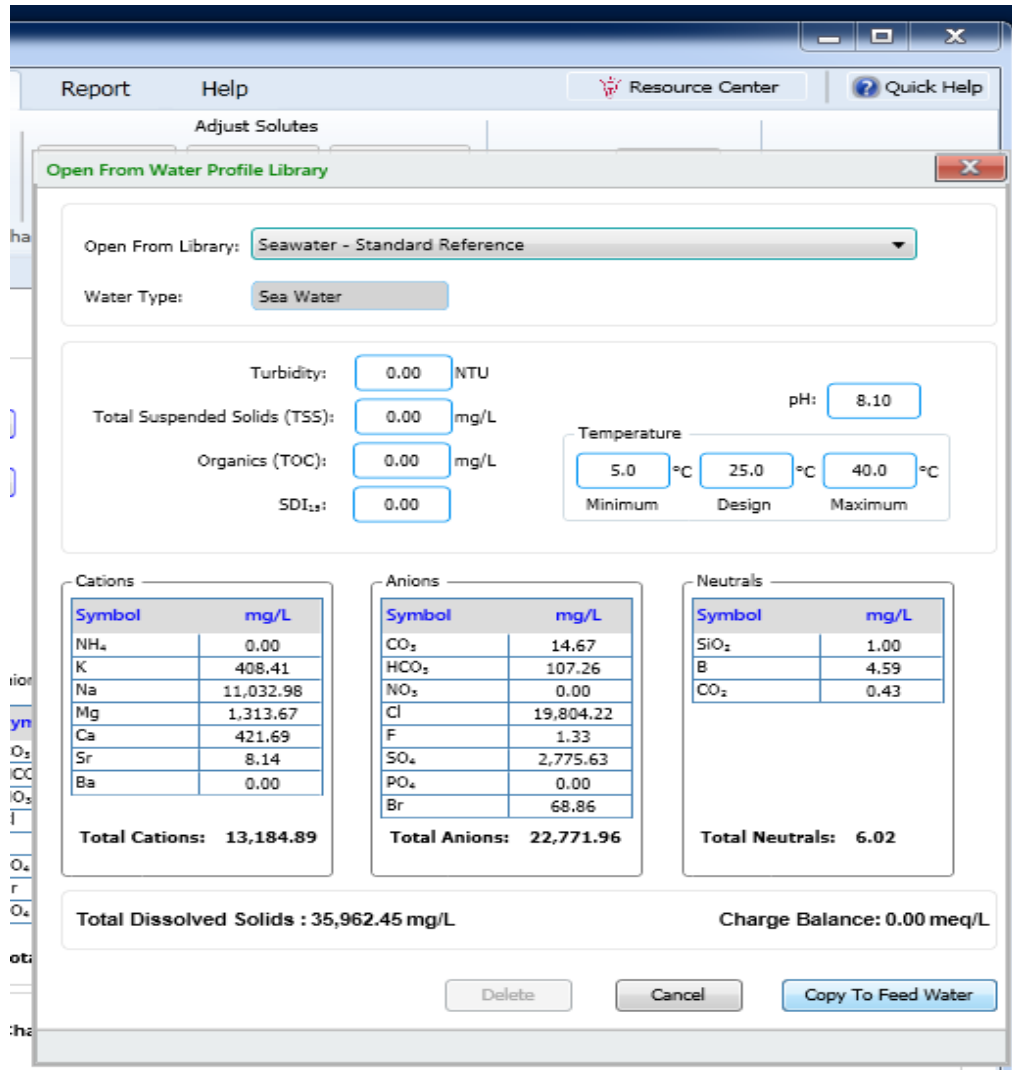 Report Help Resource Center Quick Help
Adjust Solutes
Open From Water Profile Library
Open From Library: Seawater - Standard Reference
Water Type: Sea Water
Turbidity: 0.00 NTU
Total Suspended Solids (TSS): 0.00 mg/L
Organics (TOC): 0.00 mg/L
SDI₁₅: 0.00
pH: 8.10
Temperature
5.0 °C 25.0 °C 40.0 °C
Minimum Design Maximum
Cations
Symbol mg/L
NH₄ 0.00
K 408.41
Na 11,032.98
Mg 1,313.67
Ca 421.69
Sr 8.14
Ba 0.00
Total Cations: 13,184.89
Anions
Symbol mg/L
CO₃ 14.67
HCO₃ 107.26
NO₃ 0.00
Cl 19,804.22
F 1.33
SO₄ 2,775.63
PO₄ 0.00
Br 68.86
Total Anions: 22,771.96
Neutrals
Symbol mg/L
SiO₂ 1.00
B 4.59
CO₂ 0.43
Total Neutrals: 6.02
Total Dissolved Solids : 35,962.45 mg/L
Charge Balance: 0.00 meq/L
Delete Cancel Copy To Feed Water